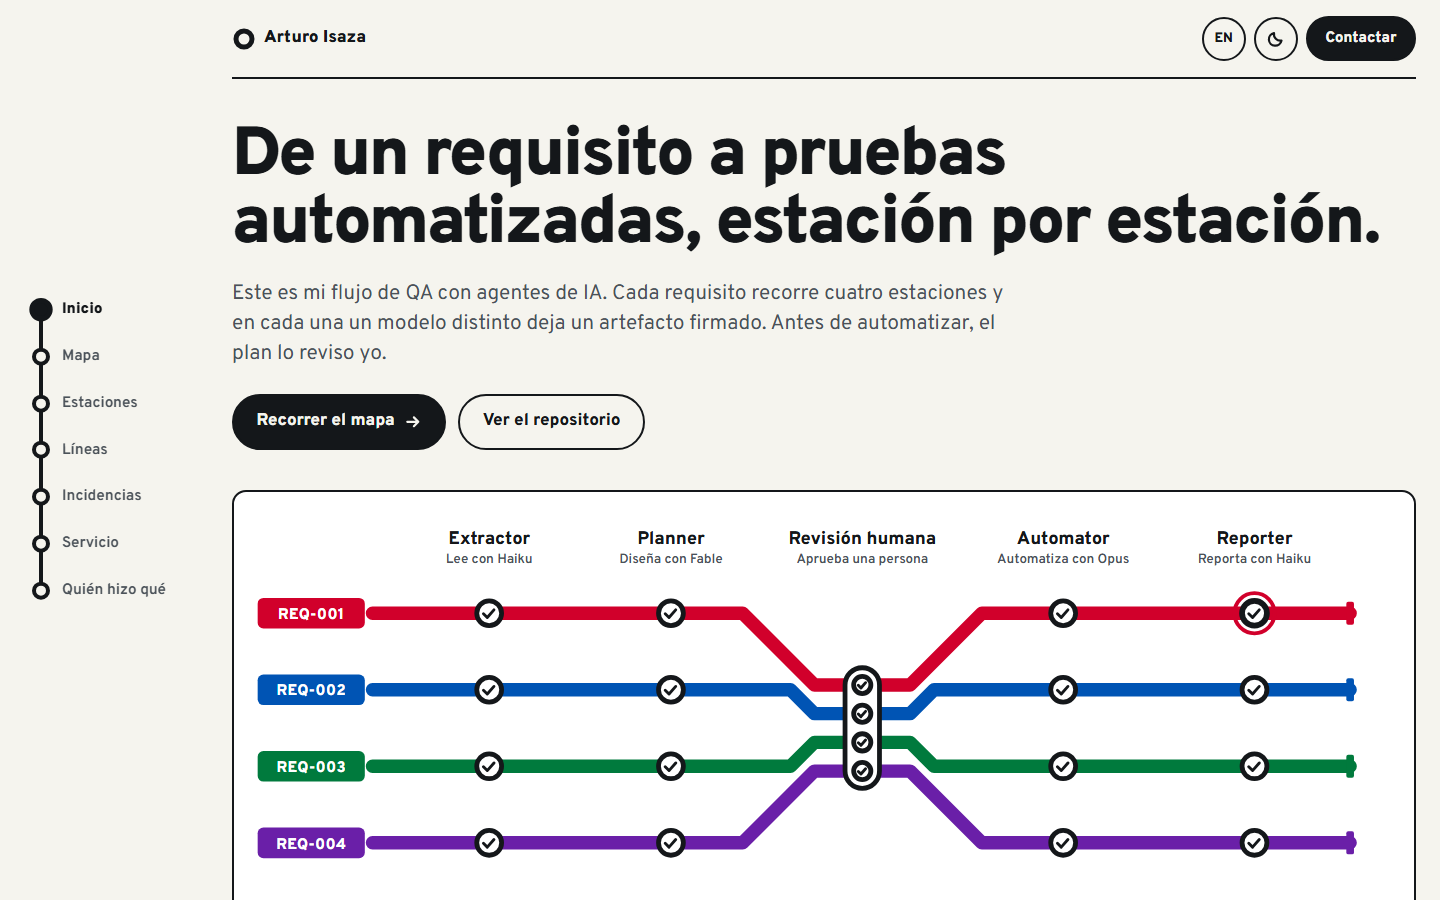 Arturo Isaza
EN
Contactar
De un requisito a pruebas
automatizadas, estación por estación.
Este es mi flujo de QA con agentes de IA. Cada requisito recorre cuatro estaciones y
en cada una un modelo distinto deja un artefacto firmado. Antes de automatizar, el
plan lo reviso yo.
Recorrer el mapa →
Ver el repositorio
Inicio
Mapa
Estaciones
Líneas
Incidencias
Servicio
Quién hizo qué
Extractor
Lee con Haiku
Planner
Diseña con Fable
Revisión humana
Aprueba una persona
Automator
Automatiza con Opus
Reporter
Reporta con Haiku
REQ-001
REQ-002
REQ-003
REQ-004